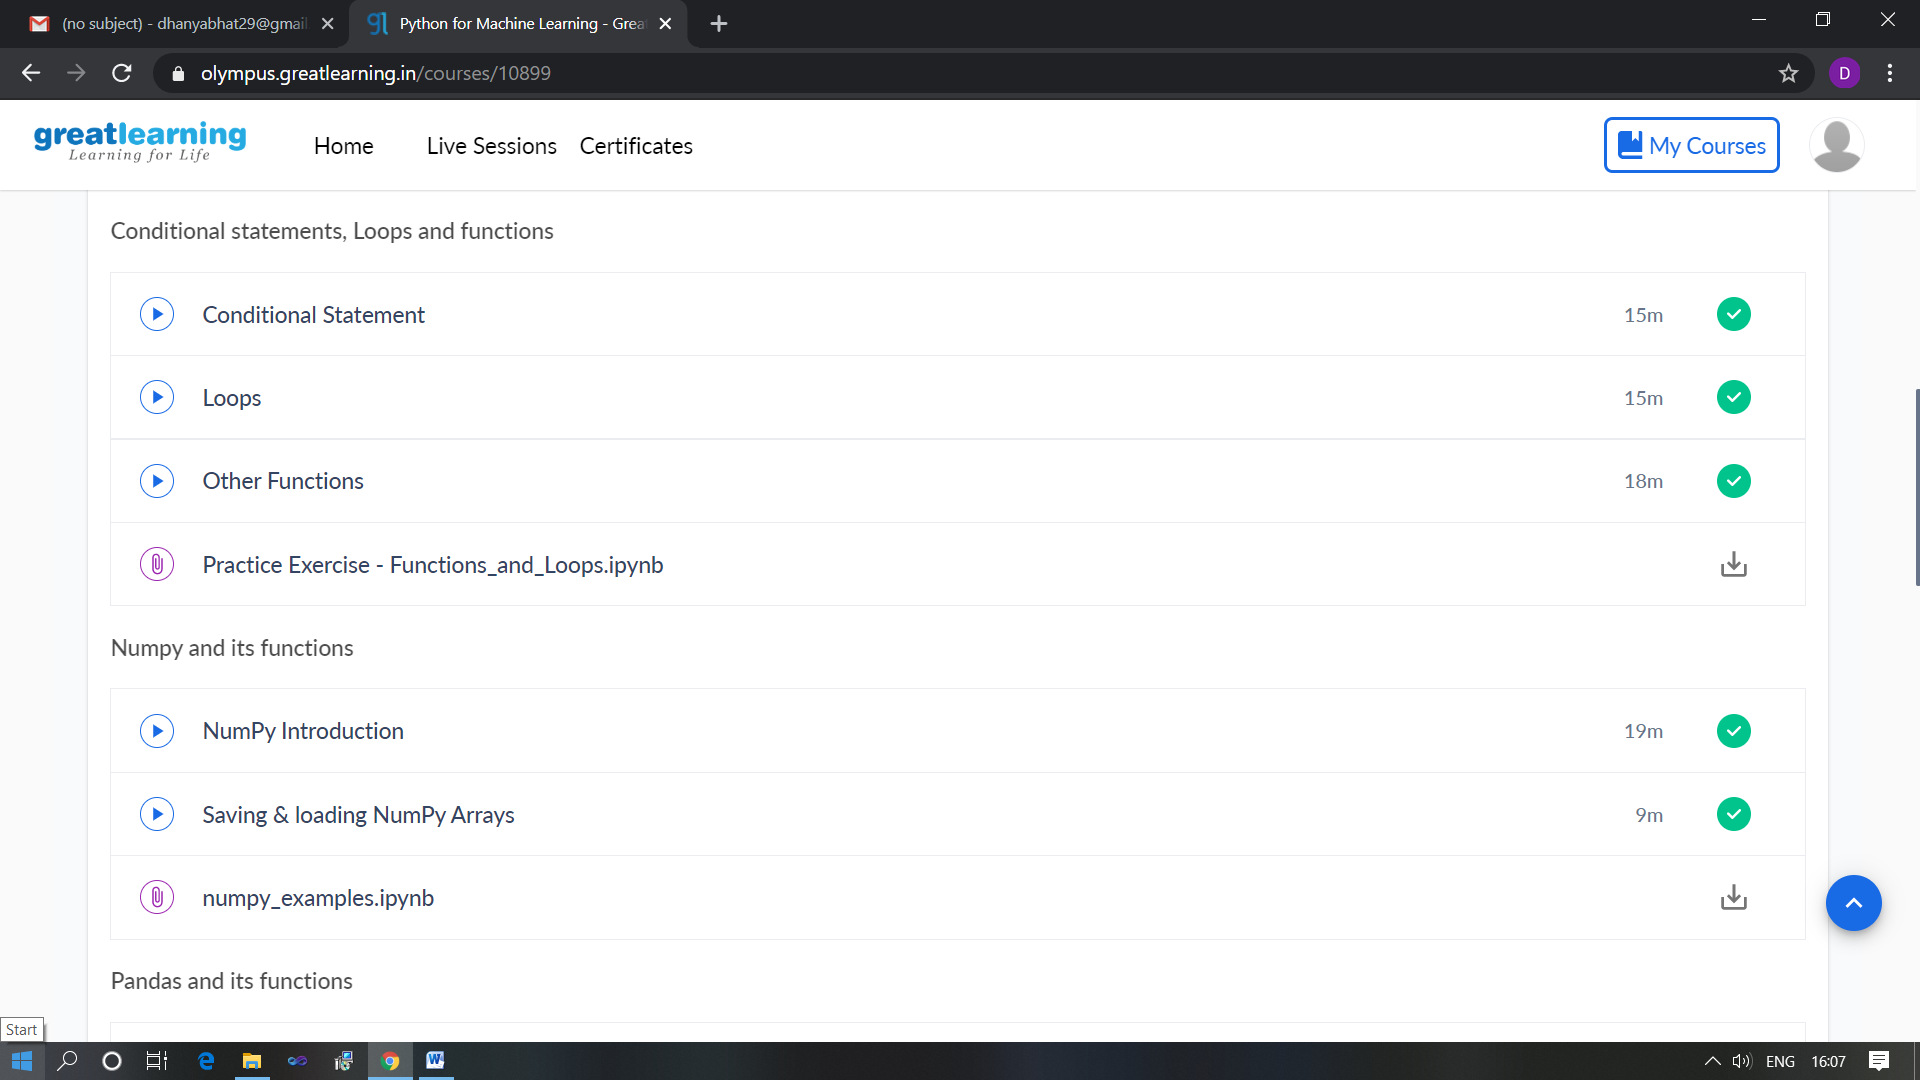 (no subject) - dhanyabhat29@gmai
Python for Machine Learning - Grea
olympus.greatlearning.in/courses/10899
D
greatlearning
Learning for Life
Home
Live Sessions
Certificates
My Courses
Conditional statements, Loops and functions
Conditional Statement 15m
Loops 15m
Other Functions 18m
Practice Exercise - Functions_and_Loops.ipynb
Numpy and its functions
NumPy Introduction 19m
Saving & loading NumPy Arrays 9m
numpy_examples.ipynb
Pandas and its functions
Start
ENG
16:07